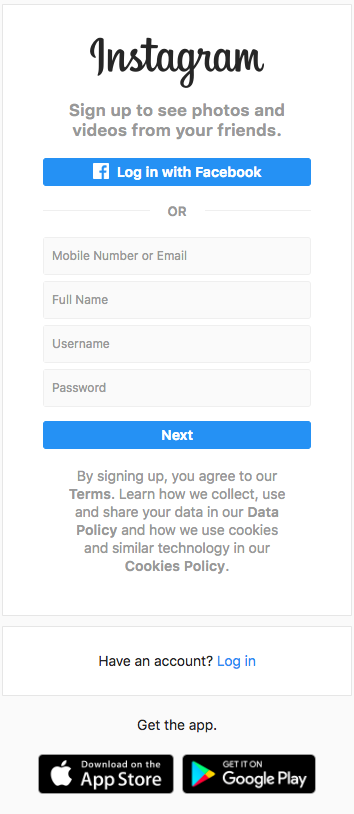 Instagram
Sign up to see photos and
videos from your friends.
Log in with Facebook
OR
Mobile Number or Email
Full Name
Username
Password
Next
By signing up, you agree to our
Terms. Learn how we collect, use
and share your data in our Data
Policy and how we use cookies
and similar technology in our
Cookies Policy.
Have an account? Log in
Get the app.
Download on the
App Store
GET IT ON
Google Play